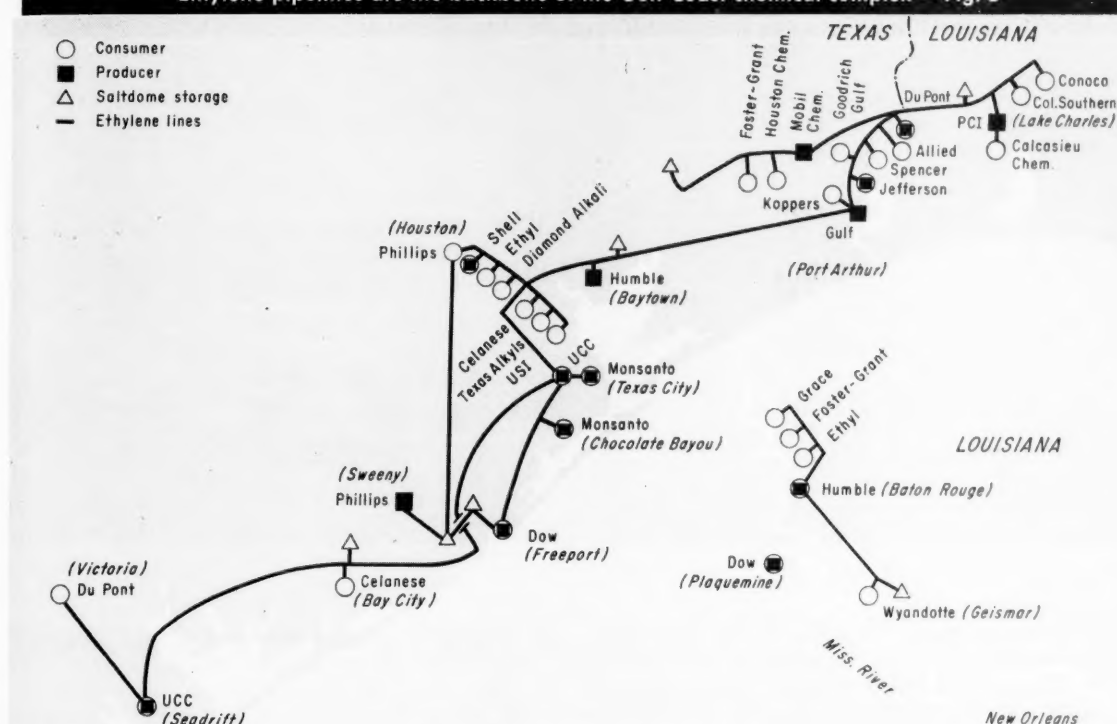 Ethylene pipelines are the backbone of the Gulf Coast chemical complex—Fig. 
Consumer
Producer
Saltdome storage
Ethylene lines
TEXAS
LOUISIANA
Foster-Grant
Houston Chem.
Mobil
Chem.
Goodrich
Gulf
Du Pont
Conoco
Col. Southern
PCI
(Lake Charles)
Calcasieu
Chem.
Allied
Spencer
Jefferson
Koppers
Gulf
(Port Arthur)
(Houston)
Phillips
Shell
Ethyl
Diamond Alkali
Humble
(Baytown)
Celanese
Texas Alkyls
USI
UCC
Monsanto
(Texas City)
Monsanto
(Chocolate Bayou)
Grace
Foster-Grant
Ethyl
LOUISIANA
Humble (Baton Rouge)
(Sweeny)
Phillips
Dow
(Freeport)
Dow
(Plaquemine)
(Victoria)
Du Pont
Celanese
(Bay City)
Wyandotte (Geismar)
Miss. River
UCC
(Seadrift)
New Orleans